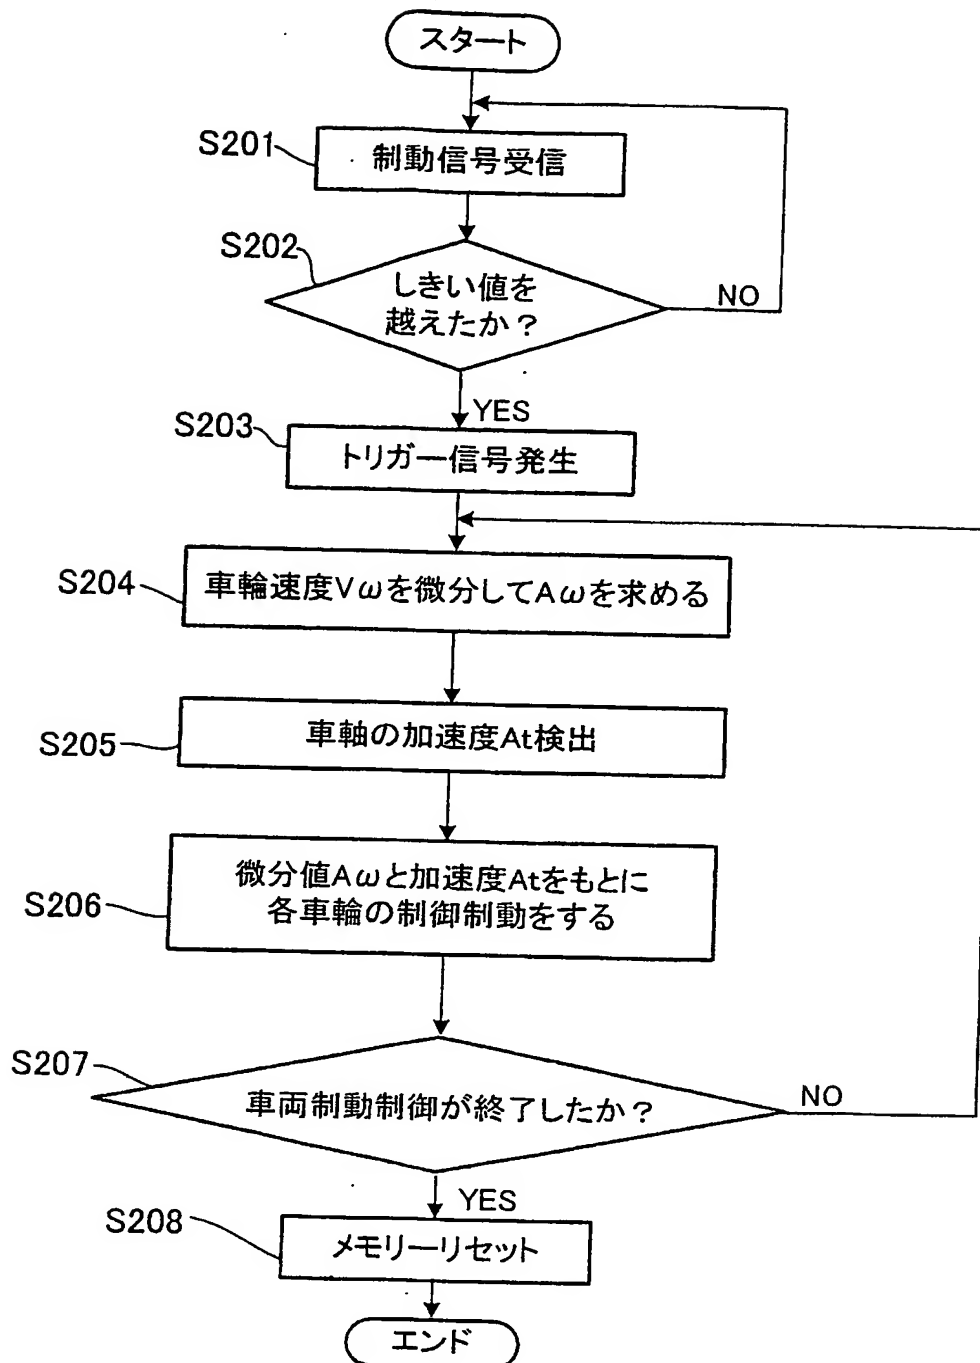 スタート
S201
制動信号受信
S202
しきい値を
越えたか？
NO
YES
S203
トリガー信号発生
S204
車輪速度Vωを微分してAωを求める
S205
車軸の加速度At検出
S206
微分値Aωと加速度Atをもとに
各車輪の制御制動をする
S207
車両制動制御が終了したか？
NO
YES
S208
メモリーリセット
エンド